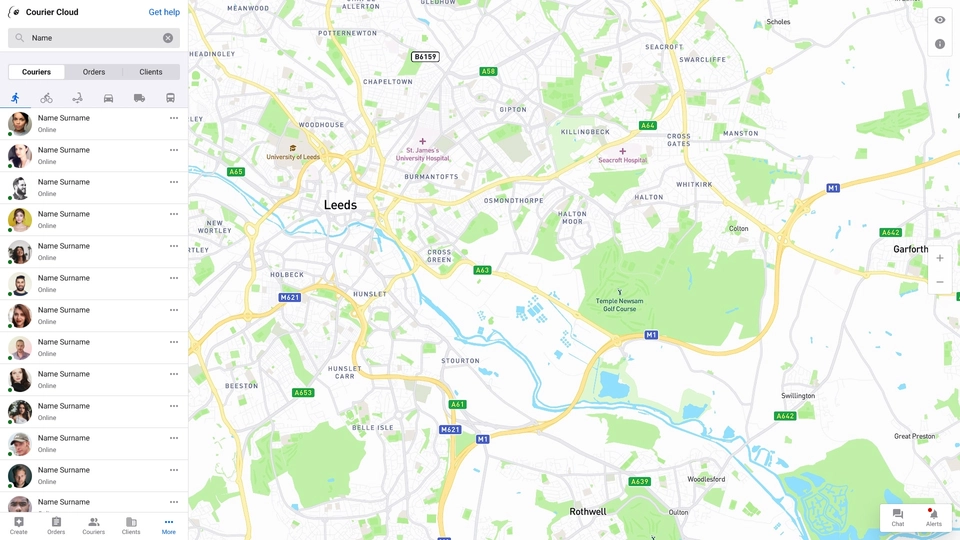 Courier Cloud
Get help
Name
Couriers
Orders
Clients
Name Surname
Online
Name Surname
Online
Name Surname
Online
Name Surname
Online
Name Surname
Online
Name Surname
Online
Name Surname
Online
Name Surname
Online
Name Surname
Online
Name Surname
Online
Name Surname
Online
Name Surname
Online
Name Surname
Create
Orders
Couriers
Clients
More
MEANWOOD
ALLERTON
GLEDHOW
Scholes
POTTERNEWTON
HEADINGLEY
SEACROFT
B6159
SWARCLIFFE
A58
CHAPELTOWN
GIPTON
WOODHOUSE
A64
KILLINGBECK
CROSS
GATES
MANSTON
University of Leeds
St. James's
University Hospital
Seacroft Hospital
A65
BURMANTOFTS
WHITKIRK
M1
Leeds
OSMONDTHORPE
HALTON
HALTON
MOOR
NEW
WORTLEY
Colton
A642
Garforth
CROSS
GREEN
HOLBECK
A63
M621
HUNSLET
Temple Newsam
Golf Course
M1
STOURTON
HUNSLET
CARR
BEESTON
A653
Swillington
A61
A642
BELLE ISLE
M621
M1
Great Preston
A639
Woodlesford
Rothwell
Oulton
Chat
Alerts